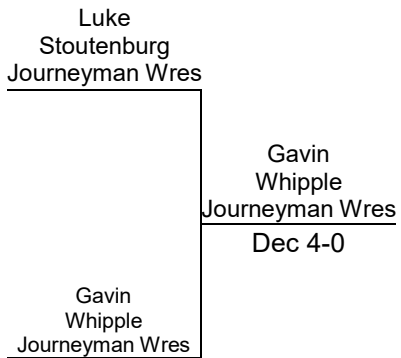 Luke
Stoutenburg
Journeyman Wres
Gavin
Whipple
Journeyman Wres
Dec 4-0
Gavin
Whipple
Journeyman Wres